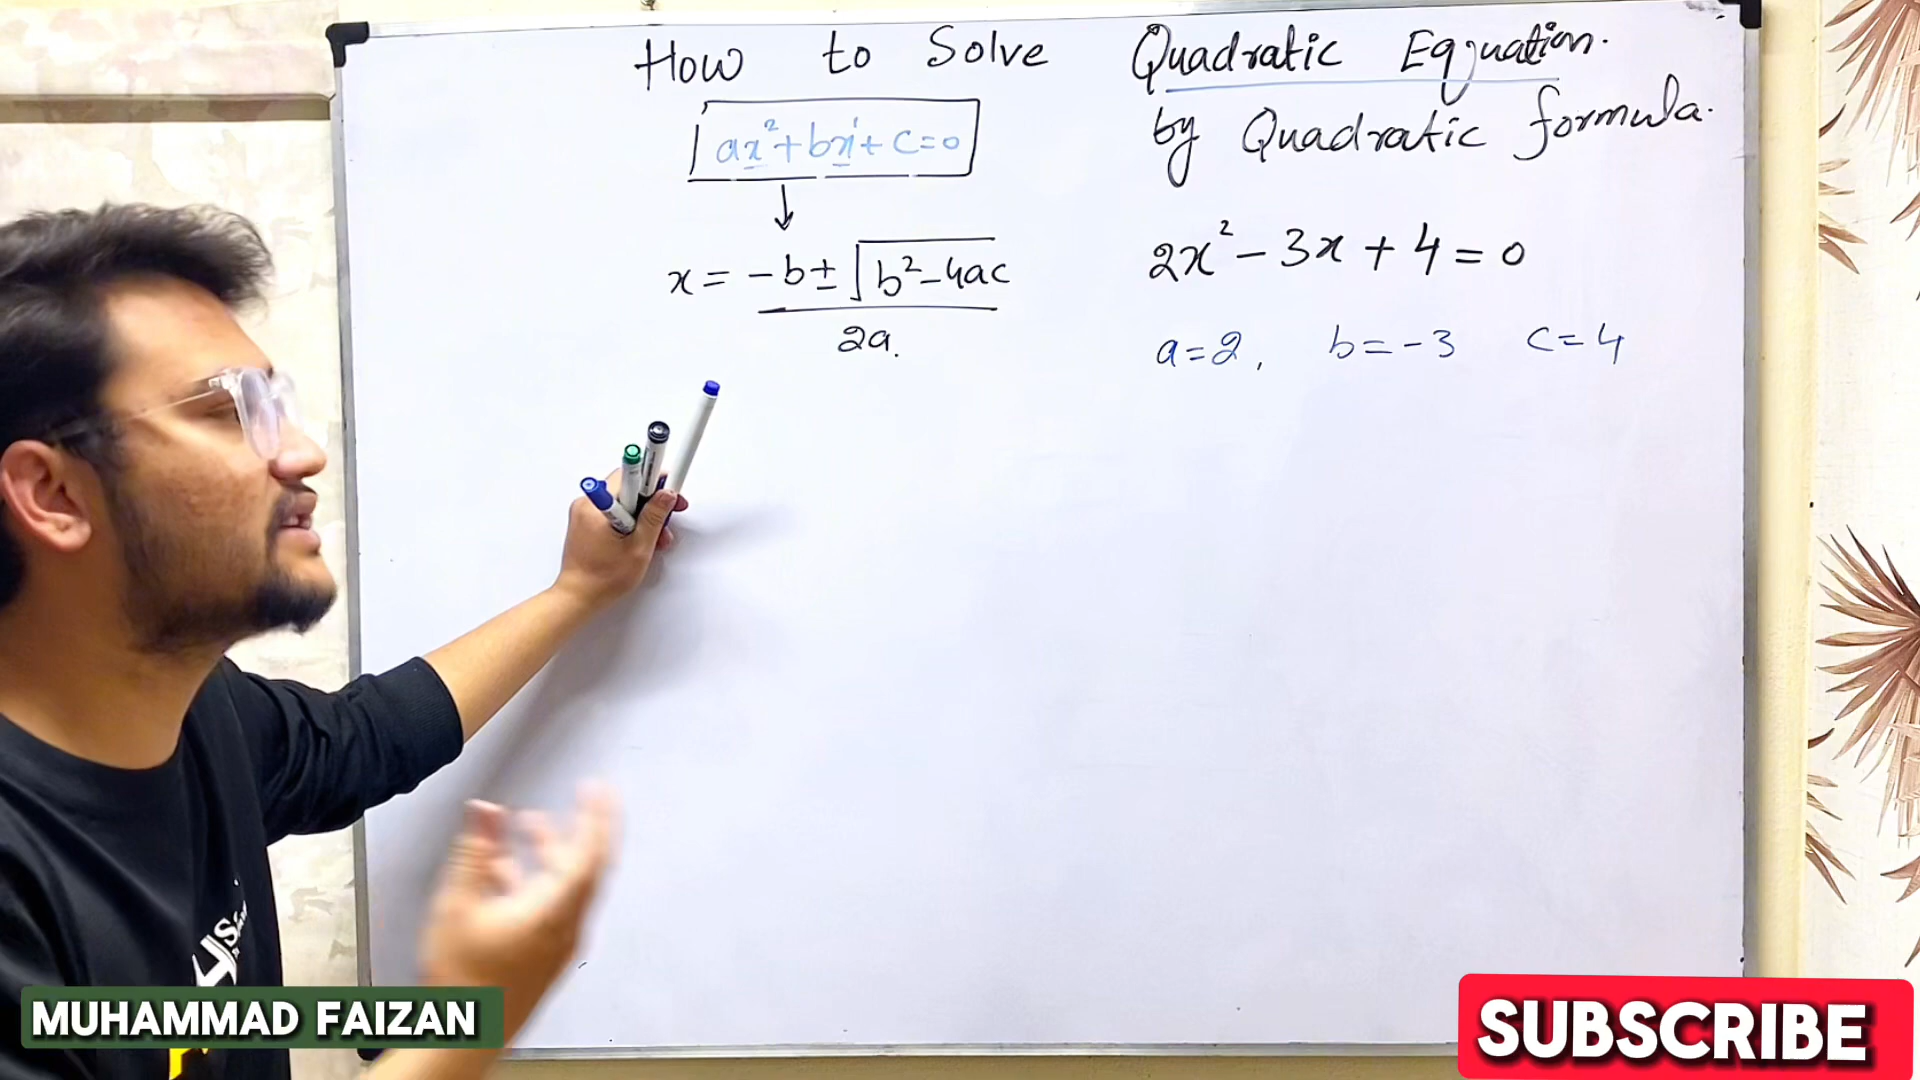 How to Solve Quadratic Equation.
by Quadratic formula.
ax²+bx¹+c=0
↓
x = -b±√b²-4ac
2a.
2x²-3x+4=0
a=2, b=-3 c=4
MUHAMMAD FAIZAN
SUBSCRIBE